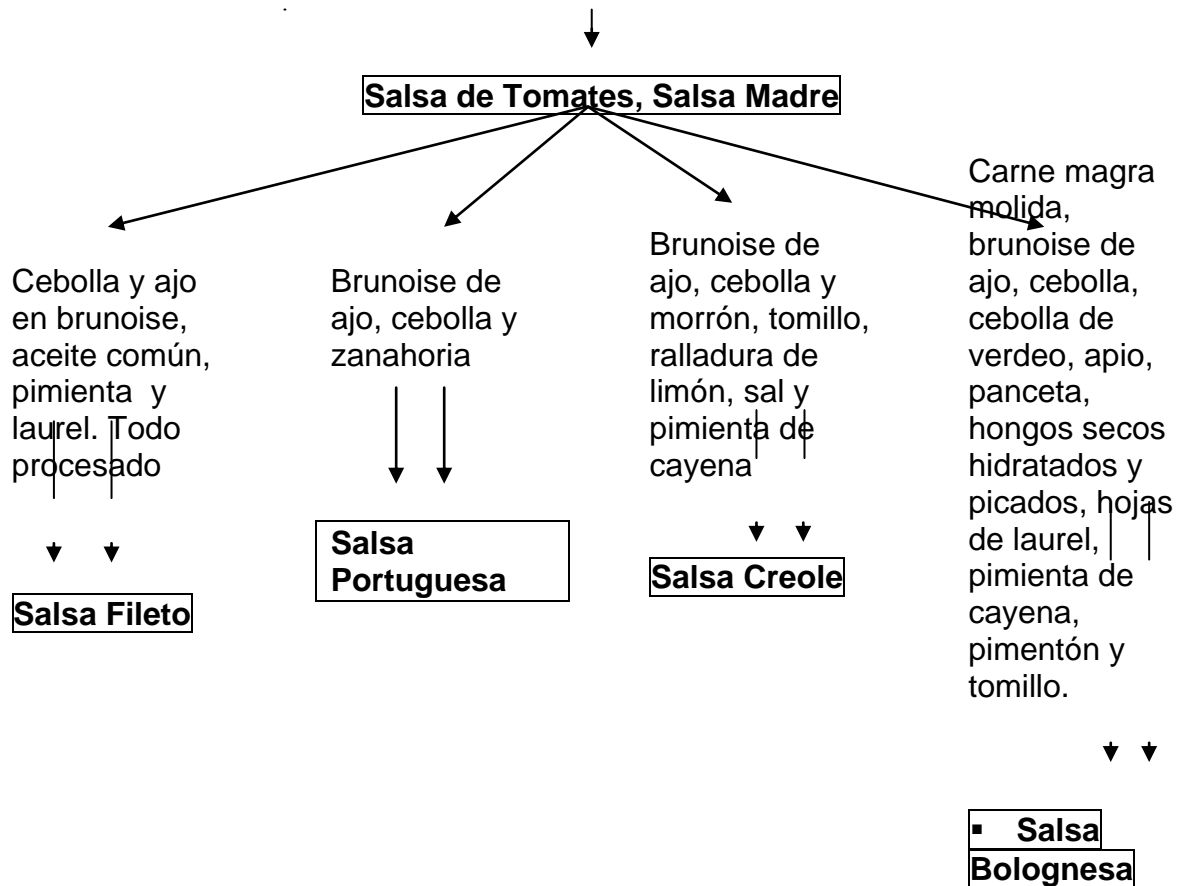 Salsa de Tomates, Salsa Madre
Cebolla y ajo
en brunoise,
aceite común,
pimienta  y
laurel. Todo
procesado
Salsa Fileto
Brunoise de
ajo, cebolla y
zanahoria
Salsa
Portuguesa
Brunoise de
ajo, cebolla y
morrón, tomillo,
ralladura de
limón, sal y
pimienta de
cayena
Salsa Creole
Carne magra
molida,
brunoise de
ajo, cebolla,
cebolla de
verdeo, apio,
panceta,
hongos secos
hidratados y
picados, hojas
de laurel,
pimienta de
cayena,
pimentón y
tomillo.
▪ Salsa
Bolognesa